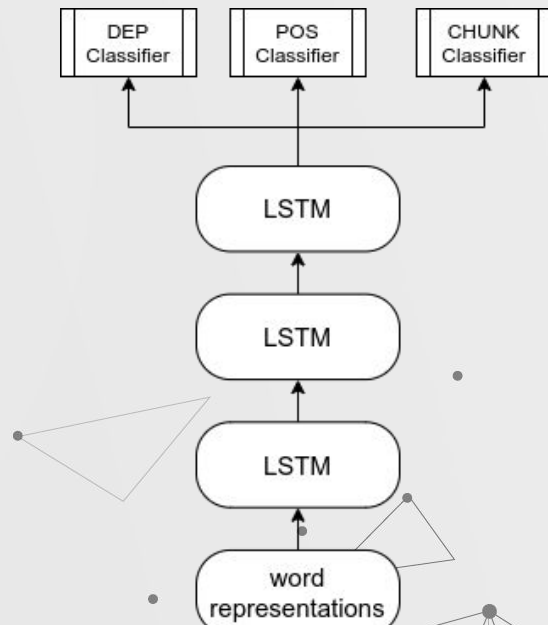 DEP
Classifier
POS
Classifier
CHUNK
Classifier
LSTM
LSTM
LSTM
word
representations